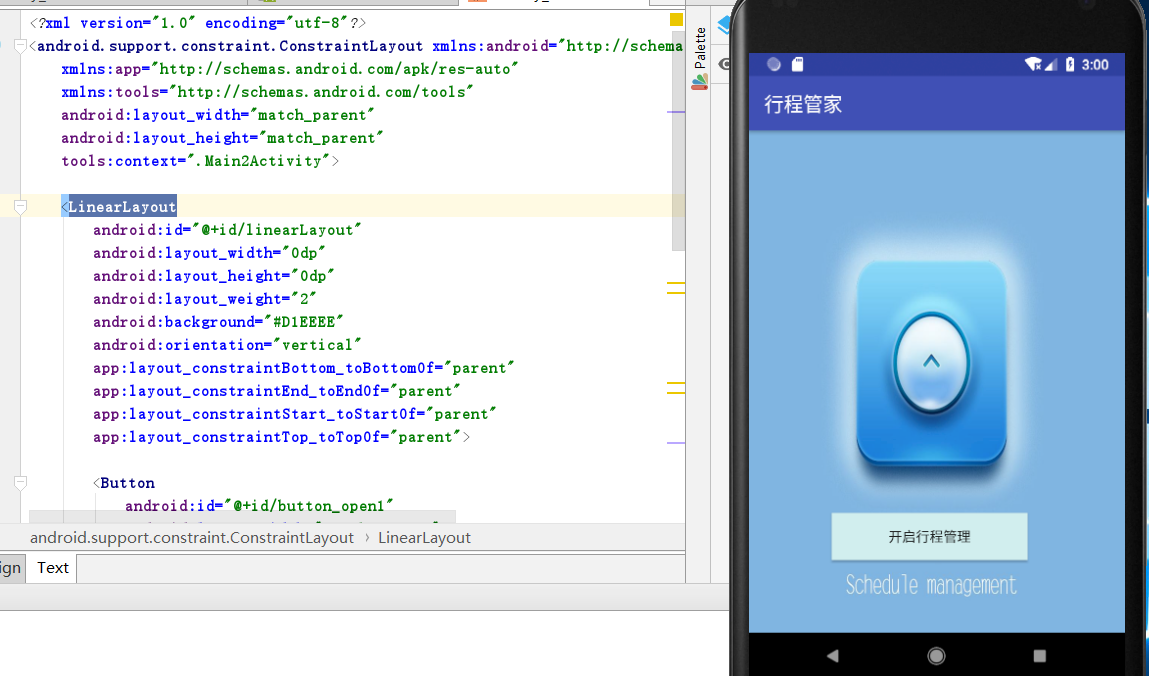 <?xml version="1.0" encoding="utf-8"?>
<android.support.constraint.ConstraintLayout xmlns:android="http://schema
xmlns:app="http://schemas.android.com/apk/res-auto"
xmlns:tools="http://schemas.android.com/tools"
android:layout_width="match_parent"
android:layout_height="match_parent"
tools:context=".Main2Activity">
<LinearLayout
android:id="@+id/linearLayout"
android:layout_width="0dp"
android:layout_height="0dp"
android:layout_weight="2"
android:background="#D1EEEE"
android:orientation="vertical"
app:layout_constraintBottom_toBottomOf="parent"
app:layout_constraintEnd_toEndOf="parent"
app:layout_constraintStart_toStartOf="parent"
app:layout_constraintTop_toTopOf="parent">
<Button
android:id="@+id/button_open1"
android.support.constraint.ConstraintLayout › LinearLayout
ign
Text
Palette
3:00
行程管家
开启行程管理
Schedule management